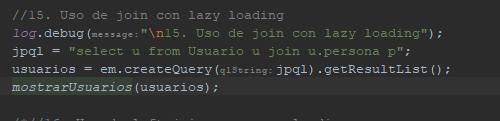 //15. Uso de join con lazy loading
log.debug(message:"\n15. Uso de join con lazy loading");
jpql = "select u from Usuario u join u.persona p";
usuarios = em.createQuery(qlString:jpql).getResultList();
mostrarUsuarios(usuarios);